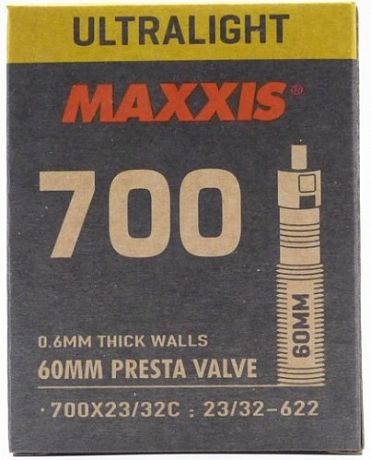 ULTRALIGHT
MAXXIS®
700
60MM
0.6MM THICK WALLS
60MM PRESTA VALVE
· 700X23/32C : 23/32-622